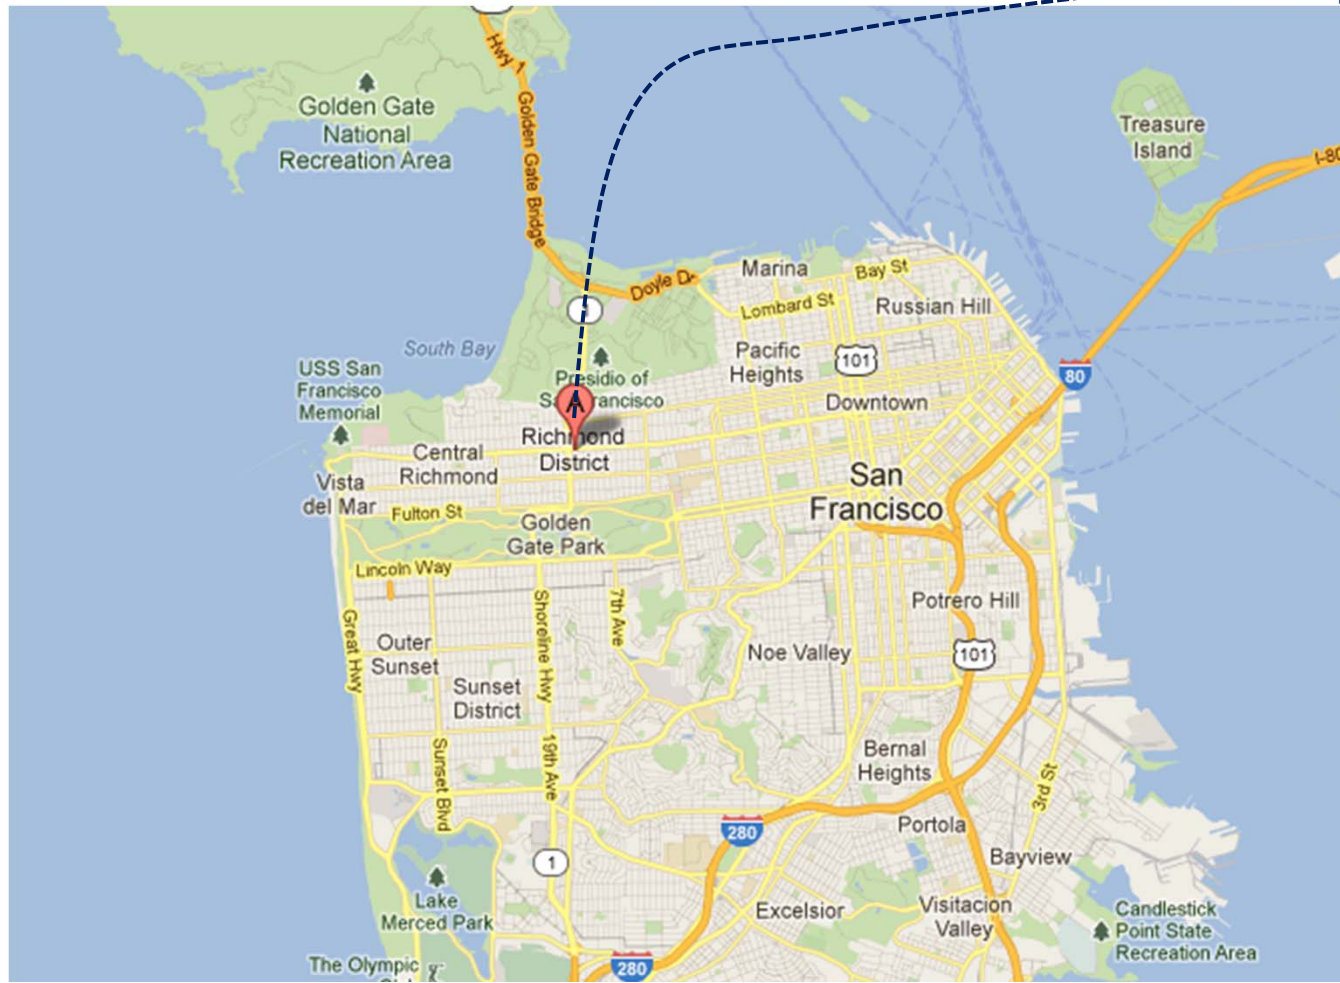 Hwy 1
Golden Gate
National
Recreation Area
Golden Gate Bridge
Treasure
Island
I-80
Marina
Bay St
Doyle Dr
Lombard St
Russian Hill
1
South Bay
Pacific
Heights
101
USS San
Francisco
Memorial
80
Presidio of
San Francisco
A
Downtown
Richmond
District
Central
Richmond
Vista
del Mar
San
Francisco
Fulton St
Golden
Gate Park
Lincoln Way
Great Hwy
Shoreline Hwy
7th Ave
Potrero Hill
Outer
Sunset
Noe Valley
101
Sunset
District
Sunset Blvd
19th Ave
Bernal
Heights
3rd St
280
Portola
1
Bayview
Lake
Merced Park
Excelsior
Visitacion
Valley
Candlestick
Point State
Recreation Area
The Olympic
280